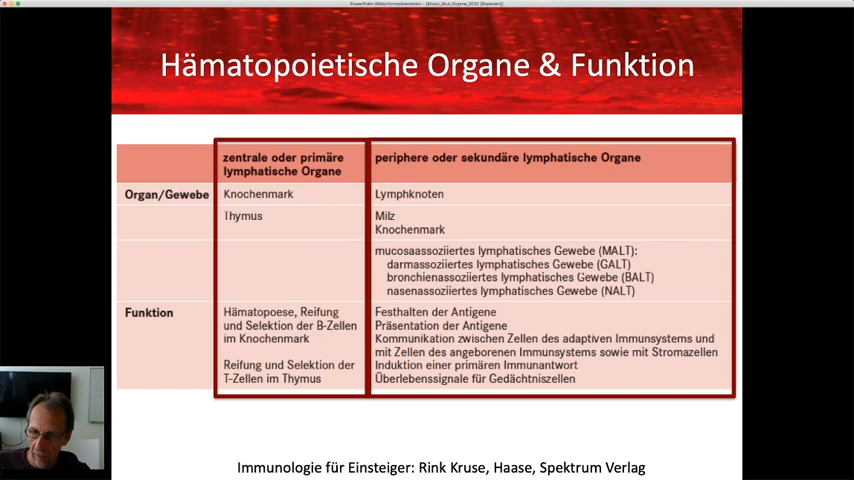 PowerPoint-Bildschirmpräsentation - [Modul_Blut_Organe_2020 [Repariert]]
Hämatopoietische Organe & Funktion
zentrale oder primäre
lymphatische Organe
periphere oder sekundäre lymphatische Organe
Organ/Gewebe
Knochenmark
Lymphknoten
Thymus
Milz
Knochenmark
mucosaassoziiertes lymphatisches Gewebe (MALT):
darmassoziiertes lymphatisches Gewebe (GALT)
bronchienassoziiertes lymphatisches Gewebe (BALT)
nasenassoziiertes lymphatisches Gewebe (NALT)
Funktion
Hämatopoese, Reifung
und Selektion der B-Zellen
im Knochenmark
Reifung und Selektion der
T-Zellen im Thymus
Festhalten der Antigene
Präsentation der Antigene
Kommunikation zwischen Zellen des adaptiven Immunsystems und
mit Zellen des angeborenen Immunsystems sowie mit Stromazellen
Induktion einer primären Immunantwort
Überlebenssignale für Gedächtniszellen
Immunologie für Einsteiger: Rink Kruse, Haase, Spektrum Verlag